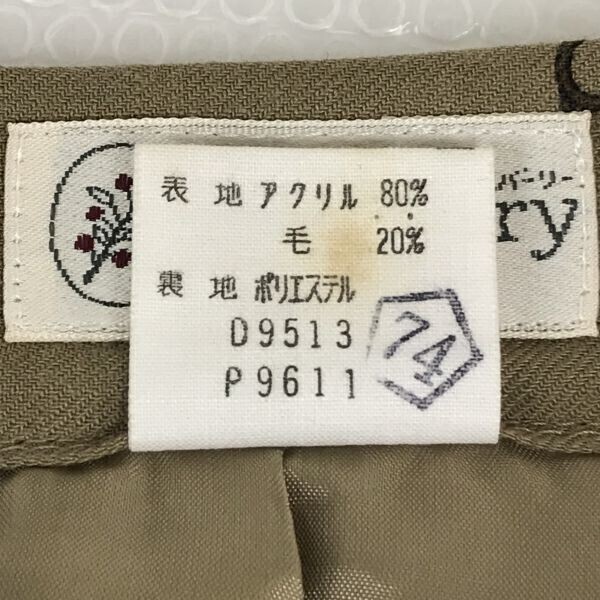 表地 アクリル 80%
毛 20%
裏地 ポリエステル
D9513
P9611
74
バーリー
ry